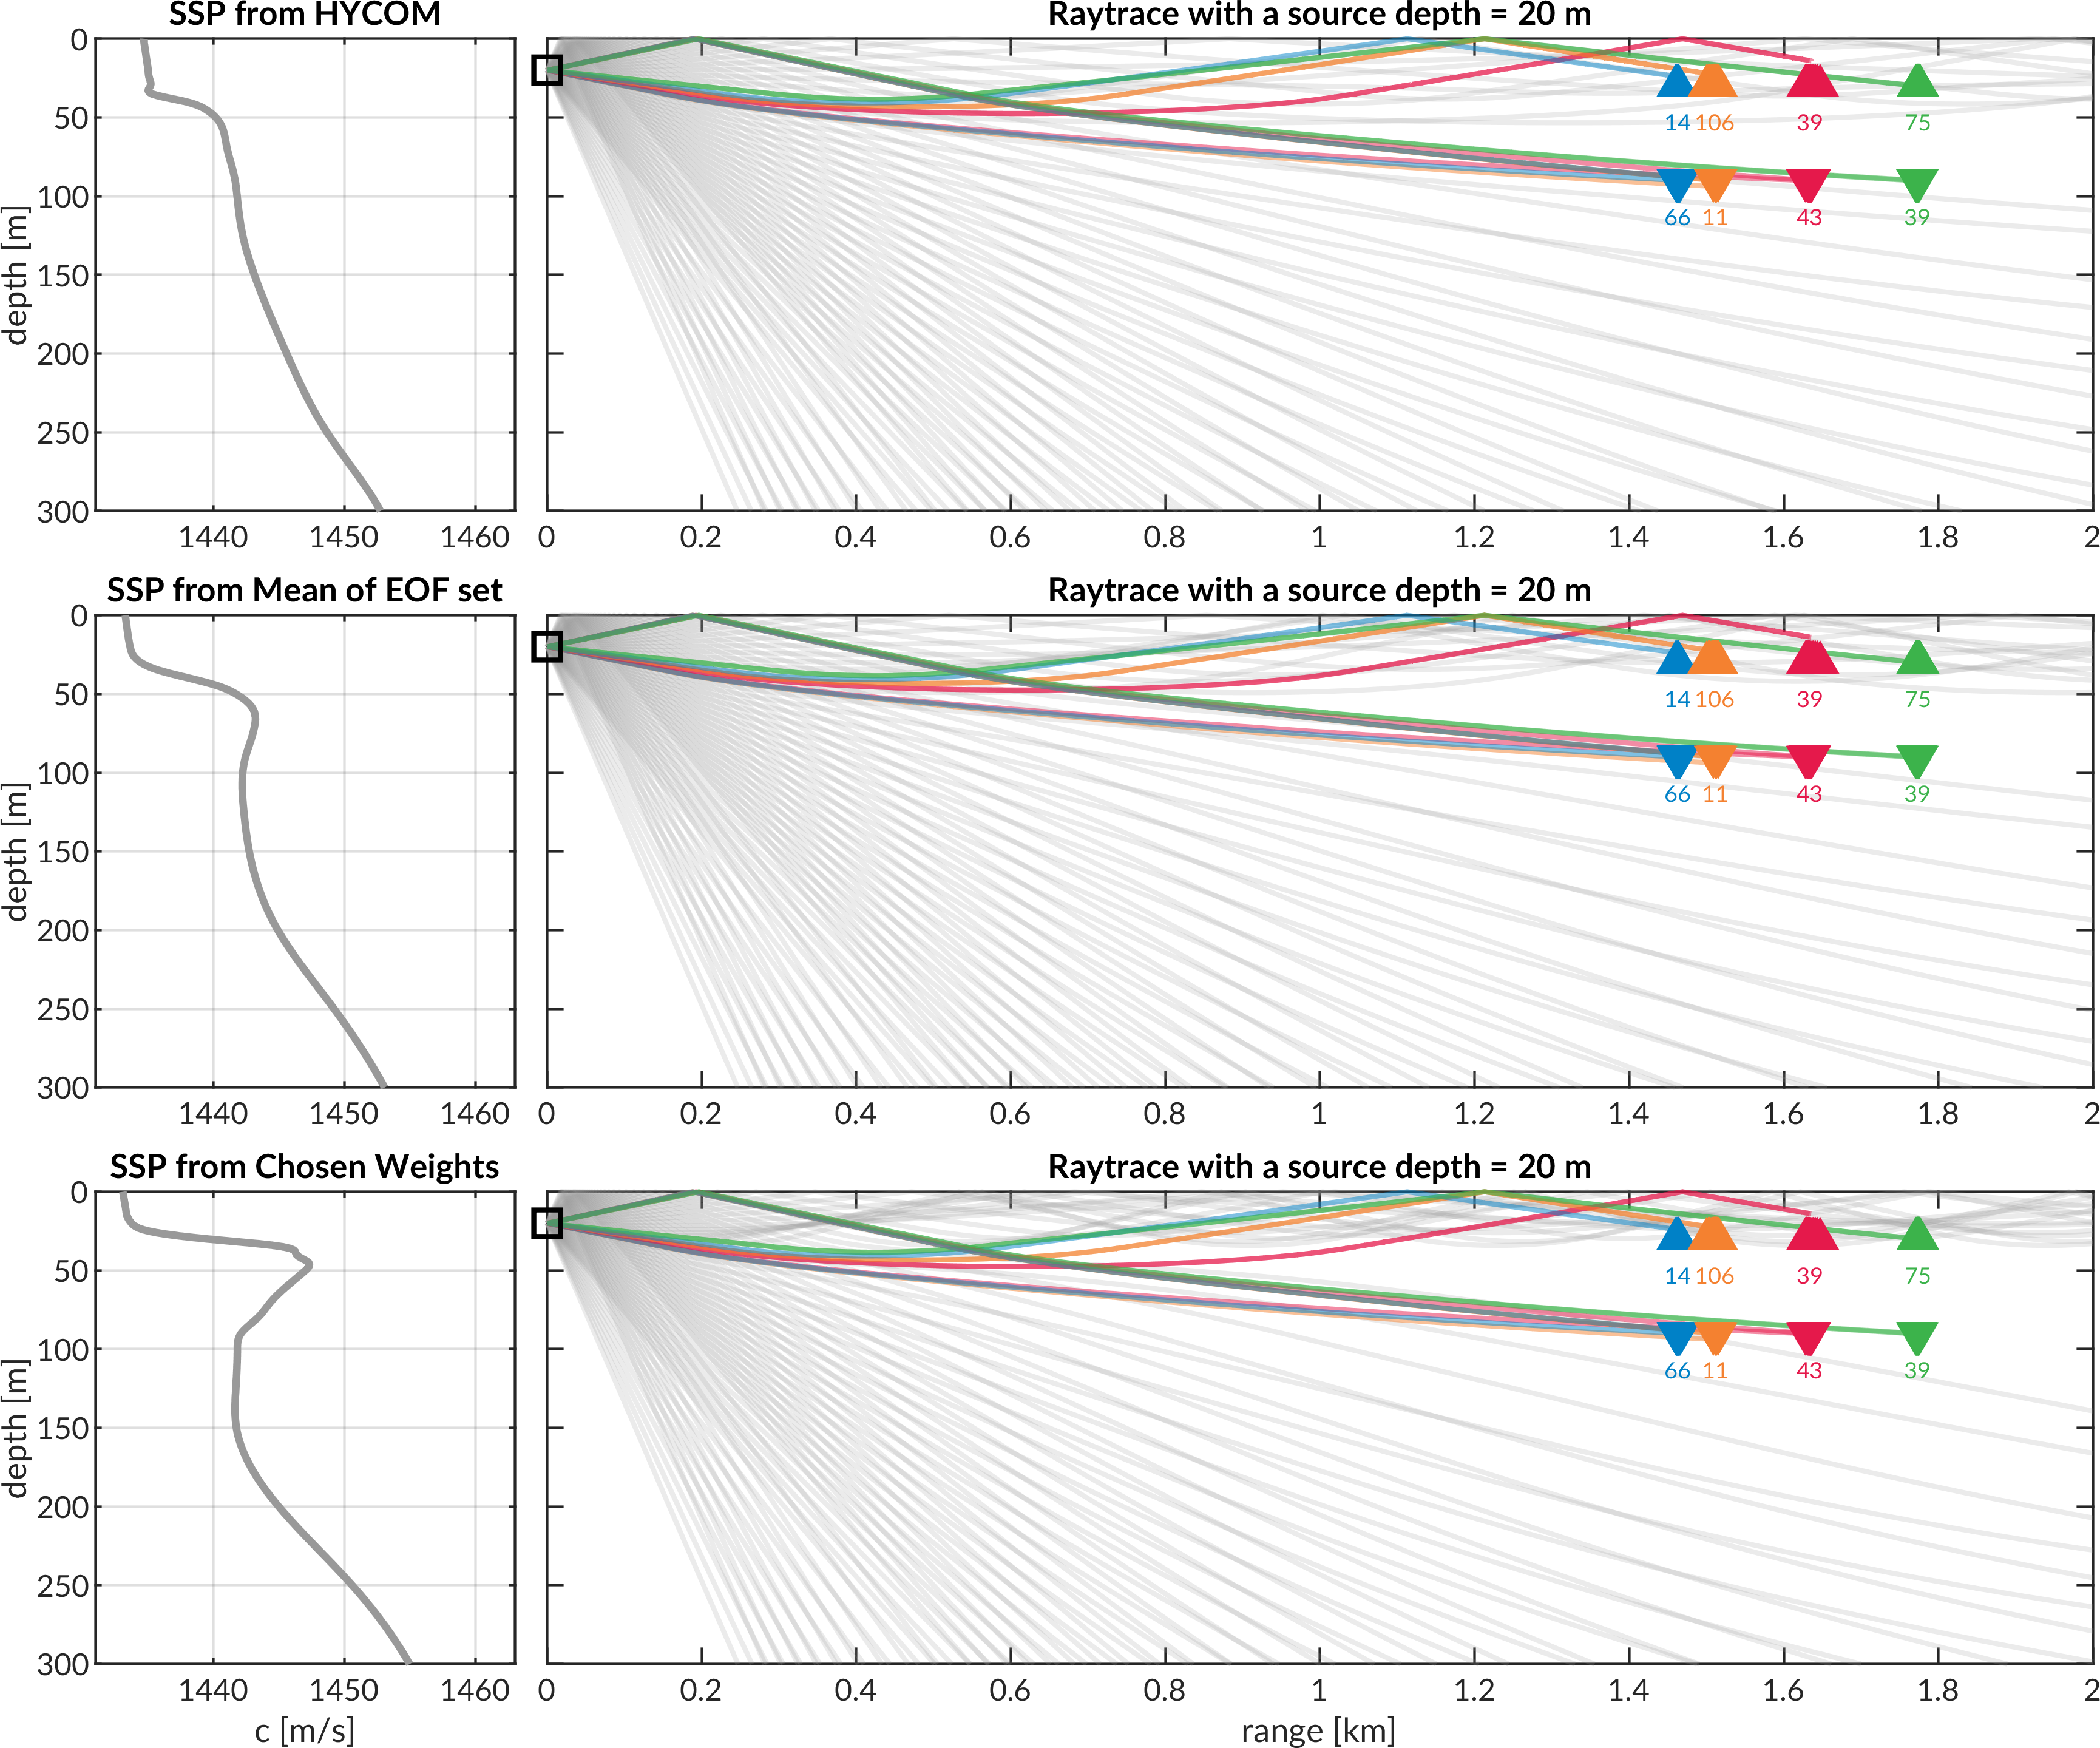 SSP from HYCOM
Raytrace with a source depth = 20 m
0
50
100
150
200
250
300
depth [m]
1440 1450 1460
14 106 39 75
66 11 43 39
0 0.2 0.4 0.6 0.8 1 1.2 1.4 1.6 1.8 2
SSP from Mean of EOF set
Raytrace with a source depth = 20 m
0
50
100
150
200
250
300
depth [m]
1440 1450 1460
14 106 39 75
66 11 43 39
0 0.2 0.4 0.6 0.8 1 1.2 1.4 1.6 1.8 2
SSP from Chosen Weights
Raytrace with a source depth = 20 m
0
50
100
150
200
250
300
depth [m]
1440 1450 1460
c [m/s]
14 106 39 75
66 11 43 39
0 0.2 0.4 0.6 0.8 1 1.2 1.4 1.6 1.8 2
range [km]